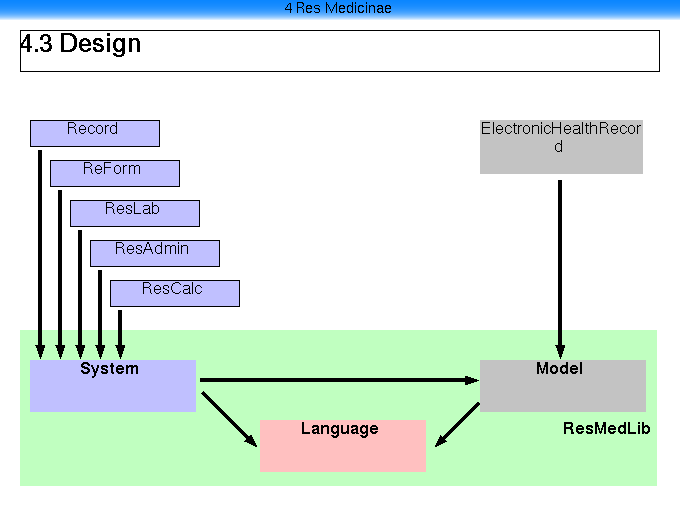 4 Res Medicinae
4.3 Design
Record
ElectronicHealthRecor
d
ReForm
ResLab
ResAdmin
ResCalc
System
Model
Language
ResMedLib